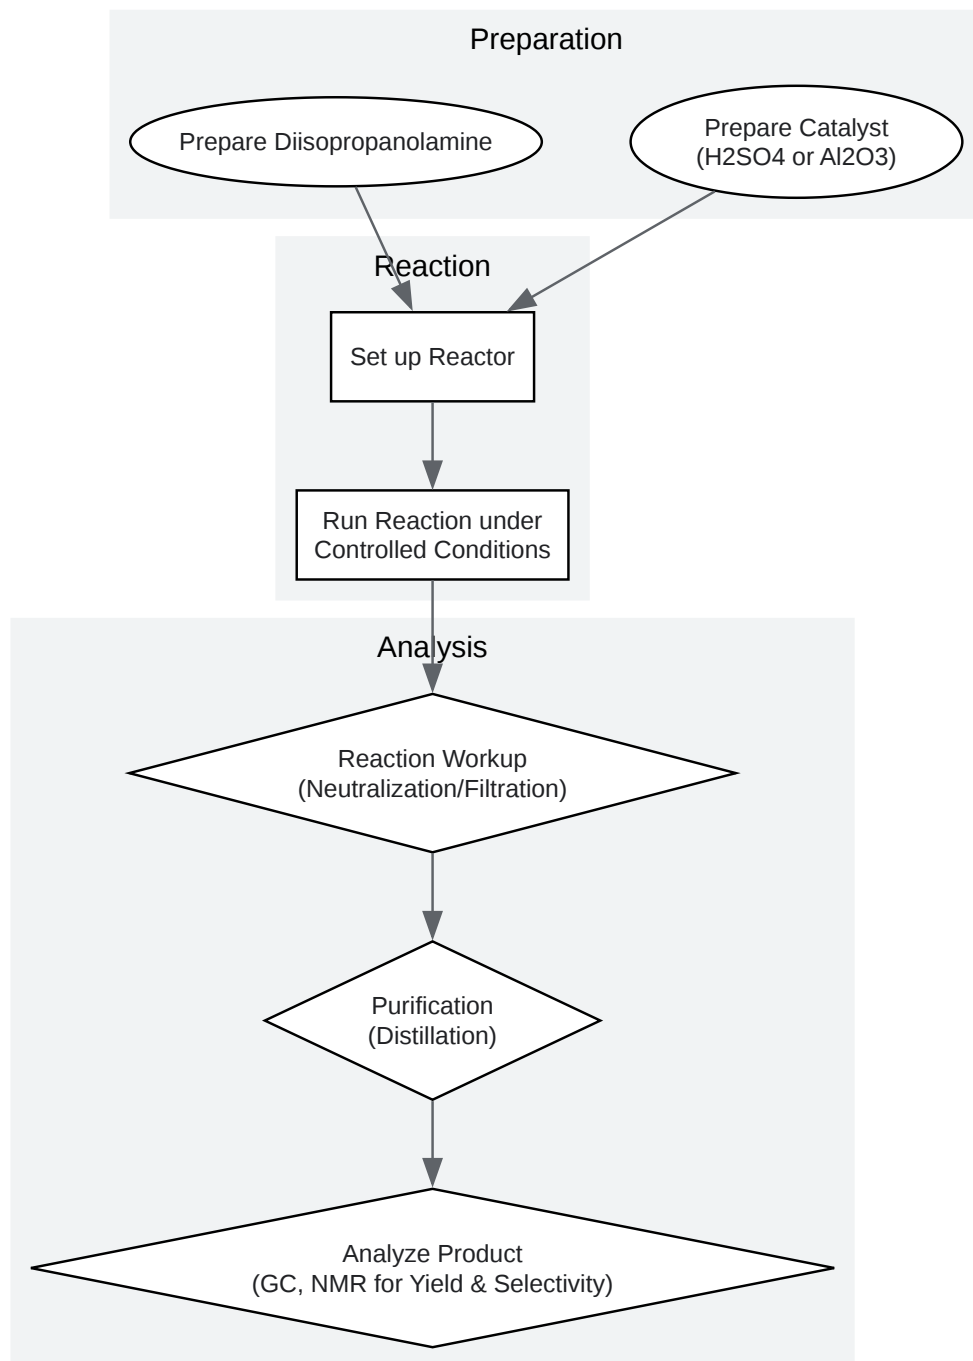 Preparation
Prepare Diisopropanolamine
Prepare Catalyst
(H2SO4 or Al2O3)
Reaction
Set up Reactor
Run Reaction under
Controlled Conditions
Analysis
Reaction Workup
(Neutralization/Filtration)
Purification
(Distillation)
Analyze Product
(GC, NMR for Yield & Selectivity)